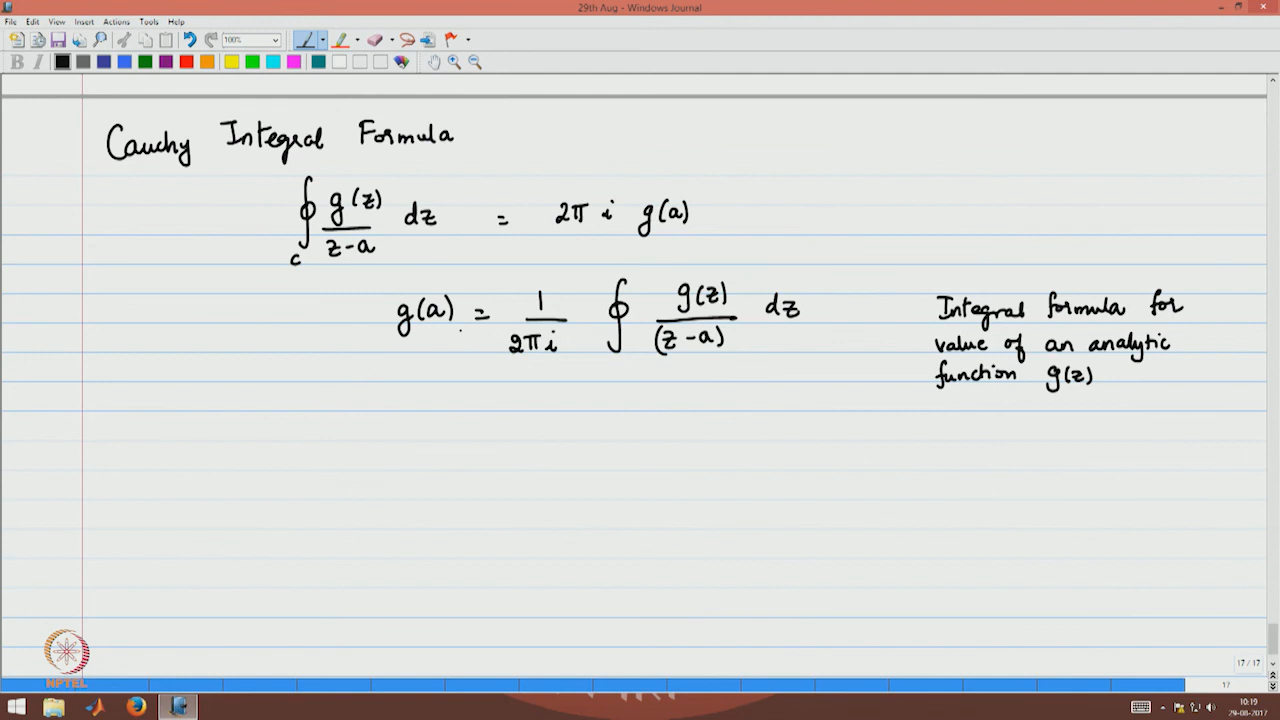 29th Aug - Windows Journal
File Edit View Insert Actions Tools Help
100%
B I
Cauchy Integral Formula
∮_C g(z)/(z-a) dz = 2π i g(a)
g(a) = 1/(2πi) ∮ g(z)/(z-a) dz
Integral formula for
value of an analytic
function g(z)
NPTEL
17 / 17
17
10:19
29-08-2017